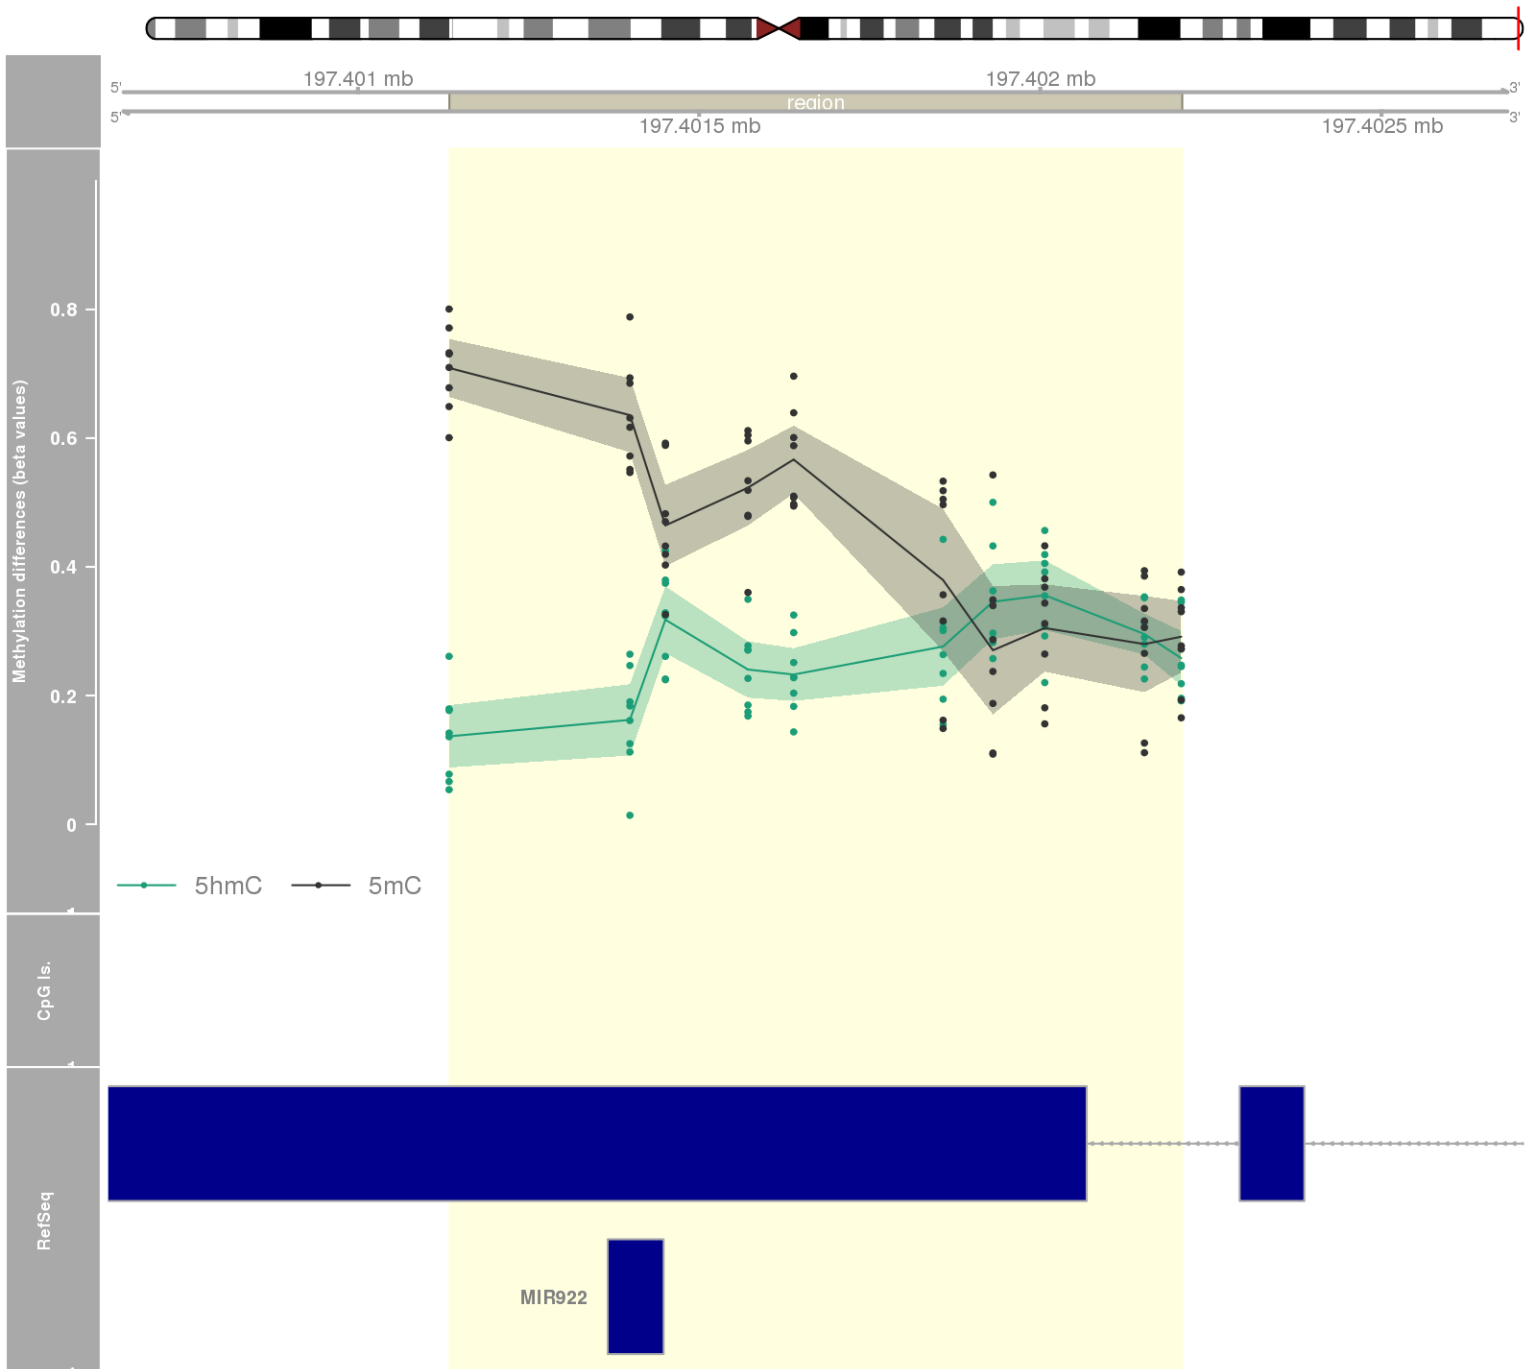 197.401 mb
197.402 mb
5'
3'
region
5'
3'
197.4015 mb
197.4025 mb
Methylation differences (beta values)
0.8
0.6
0.4
0.2
0
5hmC
5mC
CpG Is.
RefSeq
MIR922